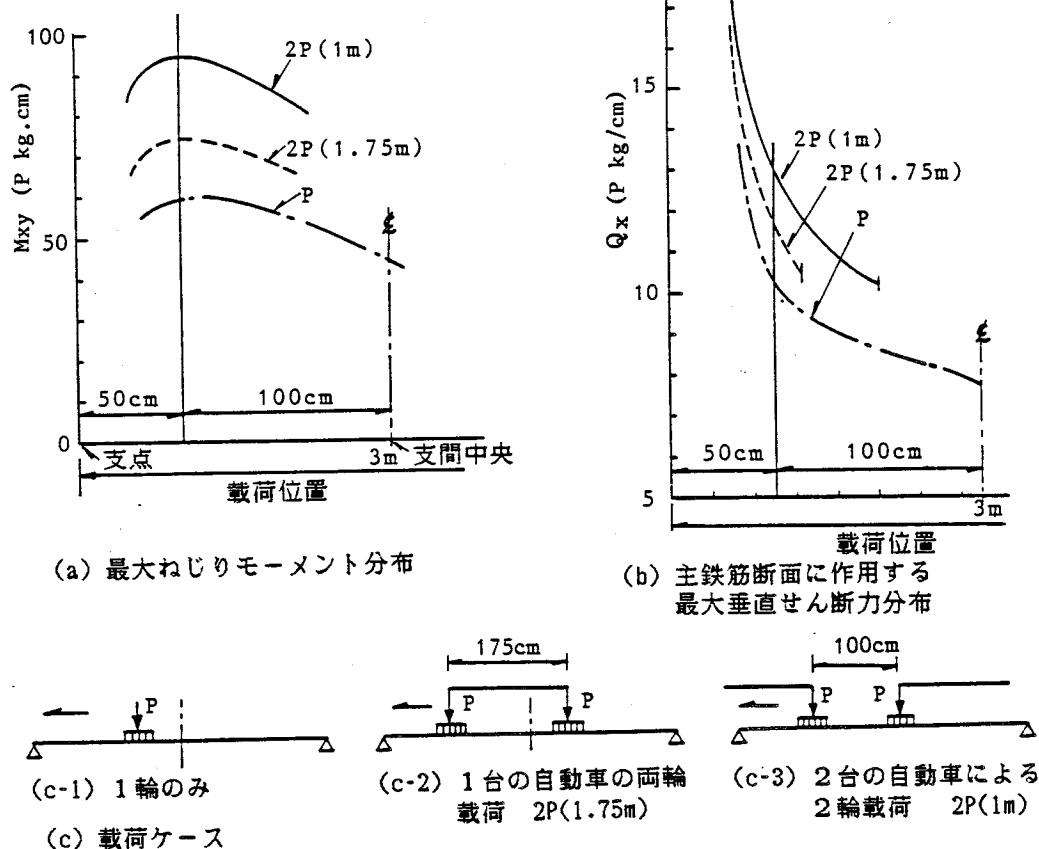 100
50
0
Mxy (P kg.cm)
2P(1m)
2P(1.75m)
P
℄
50cm
100cm
支点
3m 支間中央
載荷位置
(a) 最大ねじりモーメント分布
15
10
5
Qx (P kg/cm)
2P(1m)
2P(1.75m)
P
℄
50cm
100cm
3m
載荷位置
(b) 主鉄筋断面に作用する
最大垂直せん断力分布
P
(c-1) 1輪のみ
175cm
P
P
(c-2) 1台の自動車の両輪
載荷 2P(1.75m)
100cm
P
P
(c-3) 2台の自動車による
2輪載荷 2P(1m)
(c) 載荷ケース